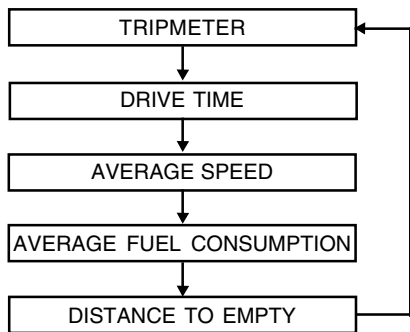 TRIPMETER
DRIVE TIME
AVERAGE SPEED
AVERAGE FUEL CONSUMPTION
DISTANCE TO EMPTY